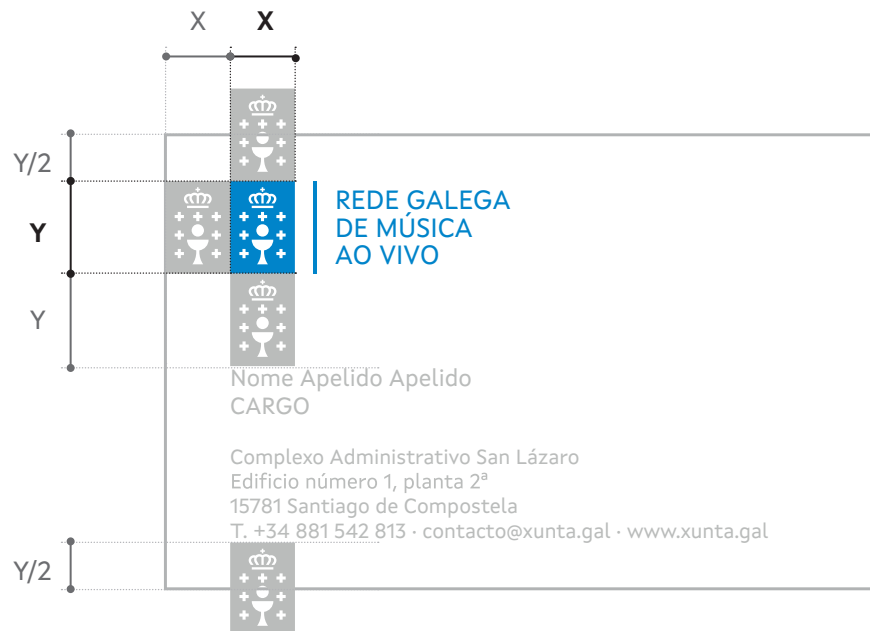 X X
Y/2
Y
Y
REDE GALEGA
DE MÚSICA
AO VIVO
Nome Apelido Apelido
CARGO
Complexo Administrativo San Lázaro
Edificio número 1, planta 2ª
15781 Santiago de Compostela
T. +34 881 542 813 · contacto@xunta.gal · www.xunta.gal
Y/2